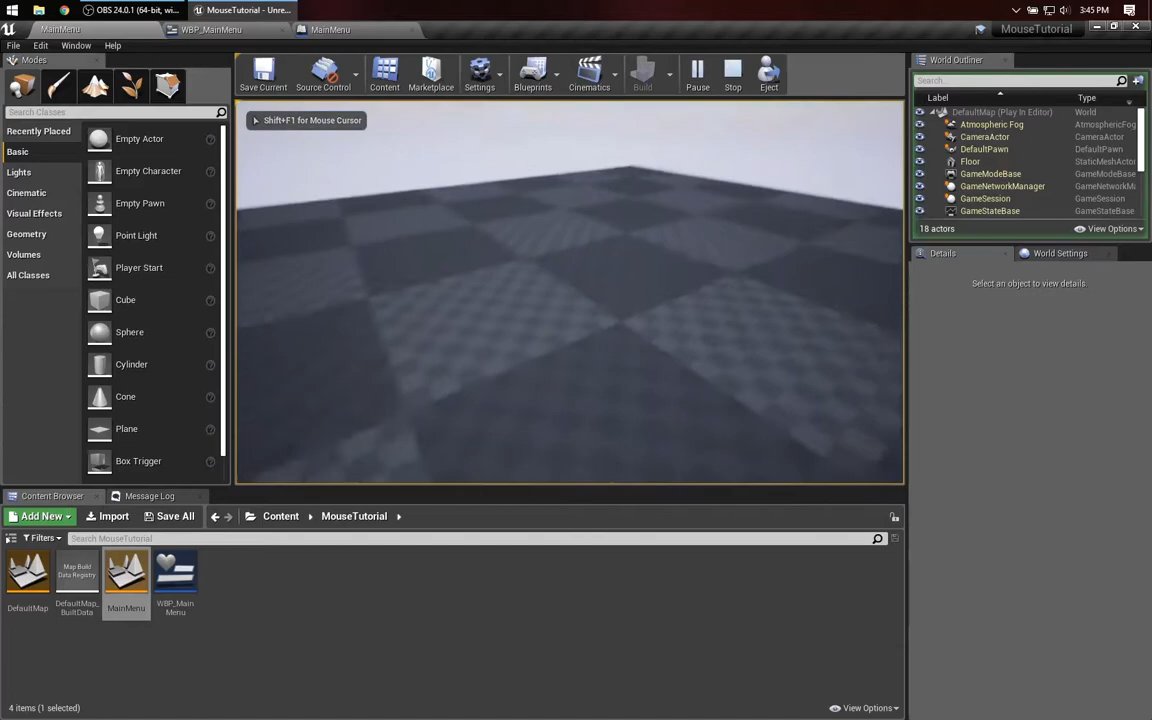 OBS 24.0.1 (64-bit, wi...
MouseTutorial - Unre...
3:45 PM
MainMenu
WBP_MainMenu
MainMenu
MouseTutorial
File
Edit
Window
Help
Modes
Search Classes
Recently Placed
Basic
Lights
Cinematic
Visual Effects
Geometry
Volumes
All Classes
Empty Actor
Empty Character
Empty Pawn
Point Light
Player Start
Cube
Sphere
Cylinder
Cone
Plane
Box Trigger
Save Current
Source Control
Content
Marketplace
Settings
Blueprints
Cinematics
Build
Pause
Stop
Eject
Shift+F1 for Mouse Cursor
World Outliner
Search...
Label
Type
DefaultMap (Play In Editor)
World
Atmospheric Fog
AtmosphericFog
CameraActor
CameraActor
DefaultPawn
DefaultPawn
Floor
StaticMeshActor
GameModeBase
GameModeBase
GameNetworkManager
GameNetworkMa
GameSession
GameSession
GameStateBase
GameStateBase
18 actors
View Options
Details
World Settings
Select an object to view details.
Content Browser
Message Log
Add New
Import
Save All
Content
MouseTutorial
Filters
Search MouseTutorial
DefaultMap
Map Build
Data Registry
DefaultMap_
BuiltData
MainMenu
WBP_Main
Menu
4 items (1 selected)
View Options